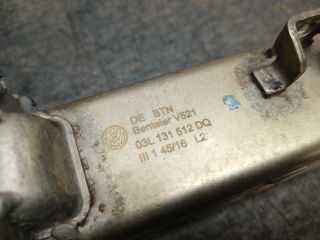 DE BTN
Benteler V521
03L 131 512 DQ
III 1 45/16 L2